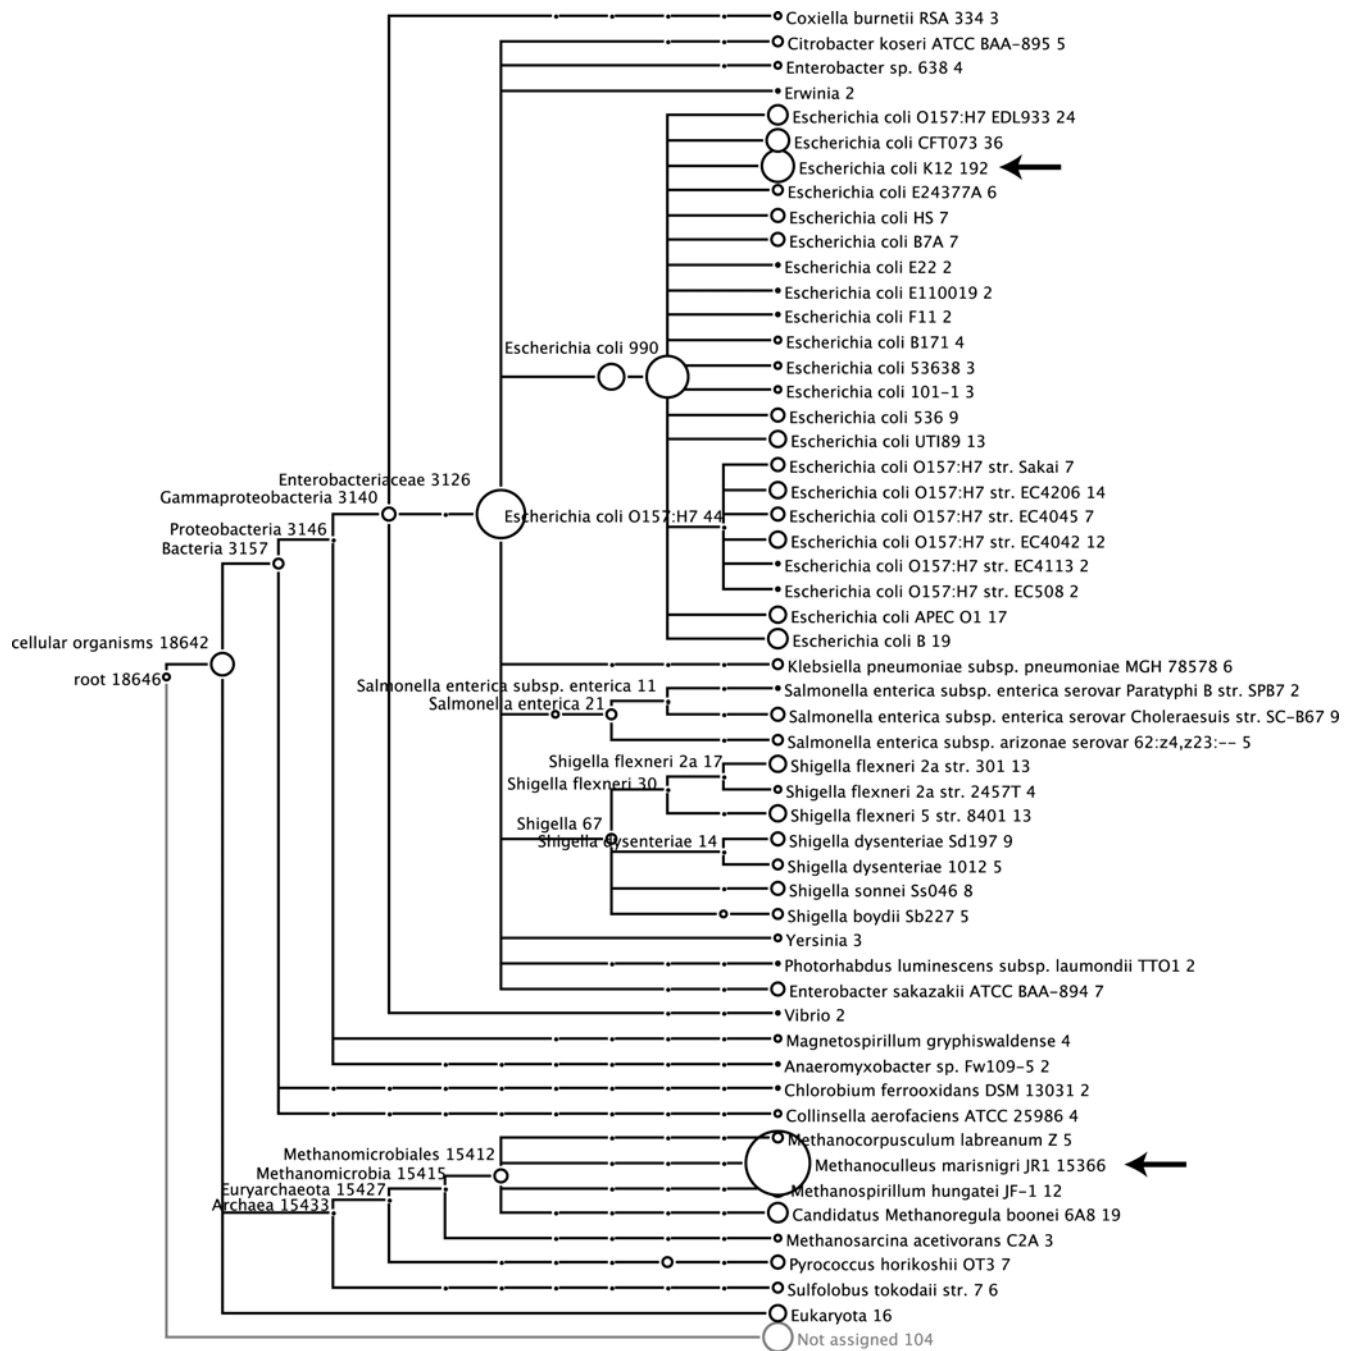 Coxiella burnetii RSA 334 3
Citrobacter koseri ATCC BAA-895 5
Enterobacter sp. 638 4
Erwinia 2
Escherichia coli O157:H7 EDL933 24
Escherichia coli CFT073 36
Escherichia coli K12 192
Escherichia coli E24377A 6
Escherichia coli HS 7
Escherichia coli B7A 7
Escherichia coli E22 2
Escherichia coli E110019 2
Escherichia coli F11 2
Escherichia coli B171 4
Escherichia coli 990
Escherichia coli 53638 3
Escherichia coli 101-1 3
Escherichia coli 536 9
Escherichia coli UTI89 13
Escherichia coli O157:H7 str. Sakai 7
Enterobacteriaceae 3126
Escherichia coli O157:H7 str. EC4206 14
Gammaproteobacteria 3140
Escherichia coli O157:H7 44
Escherichia coli O157:H7 str. EC4045 7
Proteobacteria 3146
Escherichia coli O157:H7 str. EC4042 12
Bacteria 3157
Escherichia coli O157:H7 str. EC4113 2
Escherichia coli O157:H7 str. EC508 2
Escherichia coli APEC O1 17
Escherichia coli B 19
cellular organisms 18642
Klebsiella pneumoniae subsp. pneumoniae MGH 78578 6
root 18646
Salmonella enterica subsp. enterica 11
Salmonella enterica subsp. enterica serovar Paratyphi B str. SPB7 2
Salmonella enterica 21
Salmonella enterica subsp. enterica serovar Choleraesuis str. SC-B67 9
Salmonella enterica subsp. arizonae serovar 62:z4,z23:-- 5
Shigella flexneri 2a 17
Shigella flexneri 2a str. 301 13
Shigella flexneri 30
Shigella flexneri 2a str. 2457T 4
Shigella flexneri 5 str. 8401 13
Shigella 67
Shigella dysenteriae 14
Shigella dysenteriae Sd197 9
Shigella dysenteriae 1012 5
Shigella sonnei Ss046 8
Shigella boydii Sb227 5
Yersinia 3
Photorhabdus luminescens subsp. laumondii TTO1 2
Enterobacter sakazakii ATCC BAA-894 7
Vibrio 2
Magnetospirillum gryphiswaldense 4
Anaeromyxobacter sp. Fw109-5 2
Chlorobium ferrooxidans DSM 13031 2
Collinsella aerofaciens ATCC 25986 4
Methanocorpusculum labreanum Z 5
Methanomicrobiales 15412
Methanoculleus marisnigri JR1 15366
Methanomicrobia 15415
Euryarchaeota 15427
Methanospirillum hungatei JF-1 12
Archaea 15433
Candidatus Methanoregula boonei 6A8 19
Methanosarcina acetivorans C2A 3
Pyrococcus horikoshii OT3 7
Sulfolobus tokodaii str. 7 6
Eukaryota 16
Not assigned 104